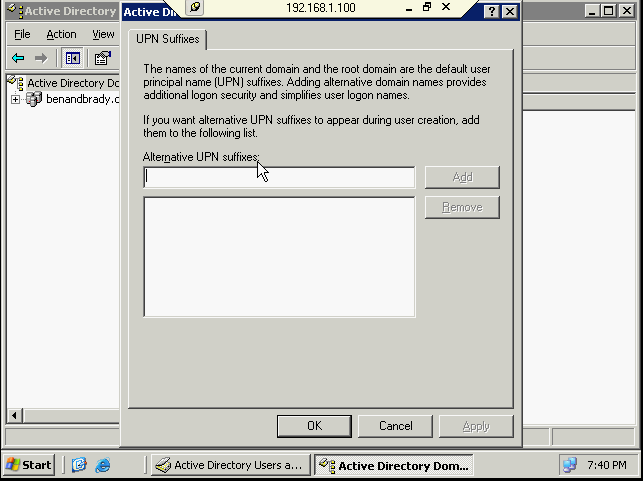 Active Directory
Active Di
192.168.1.100
File Action View
UPN Suffixes
Active Directory Do
benandbrady.c
The names of the current domain and the root domain are the default user
principal name (UPN) suffixes. Adding alternative domain names provides
additional logon security and simplifies user logon names.
If you want alternative UPN suffixes to appear during user creation, add
them to the following list.
Alternative UPN suffixes:
Add
Remove
OK Cancel Apply
Start Active Directory Users a... Active Directory Dom... 7:40 PM